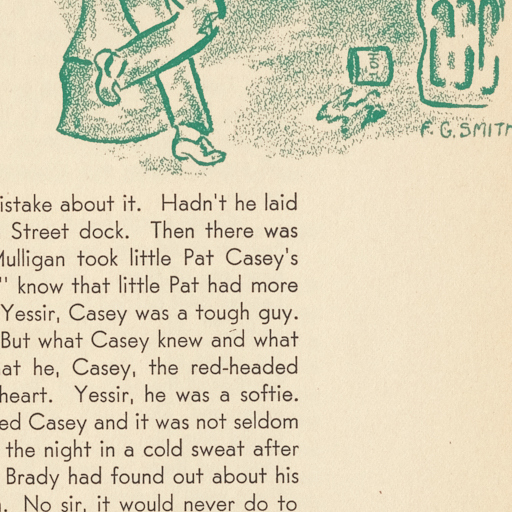 F. G. SMITH
istake about it. Hadn't he laid
Street dock. Then there was
Mulligan took little Pat Casey's
" know that little Pat had more
Yessir, Casey was a tough guy.
But what Casey knew and what
at he, Casey, the red-headed
heart. Yessir, he was a softie.
ed Casey and it was not seldom
the night in a cold sweat after
Brady had found out about his
. No sir, it would never do to